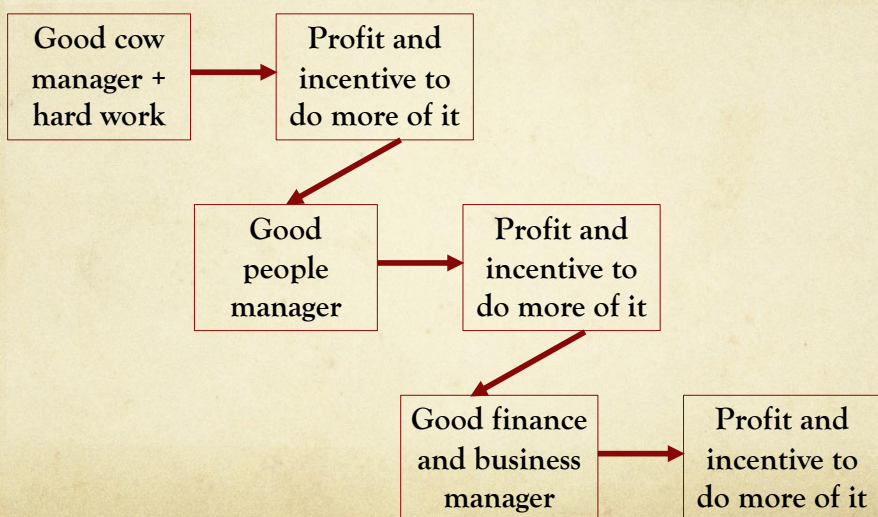 Good cow
manager +
hard work
Profit and
incentive to
do more of it
Good
people
manager
Profit and
incentive to
do more of it
Good finance
and business
manager
Profit and
incentive to
do more of it